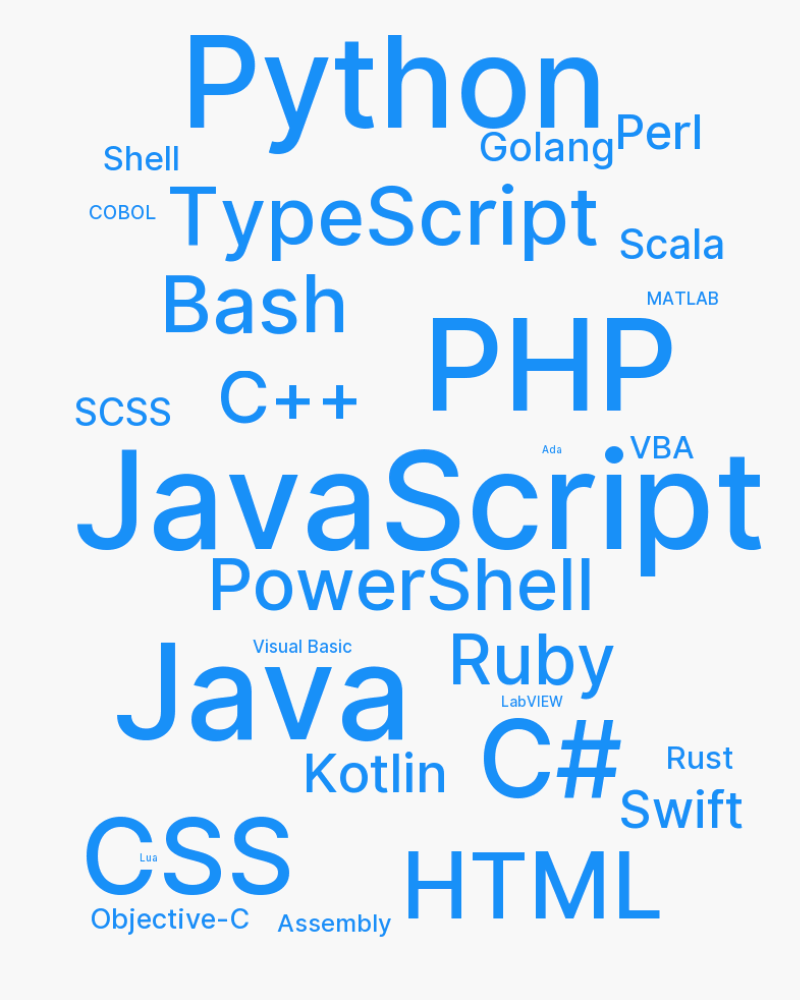 Python
Golang
Perl
Shell
COBOL
TypeScript
Scala
Bash
MATLAB
PHP
C++
SCSS
Ada
VBA
JavaScript
PowerShell
Visual Basic
Ruby
Java
LabVIEW
C#
Kotlin
Rust
Swift
CSS
Lua
HTML
Objective-C
Assembly